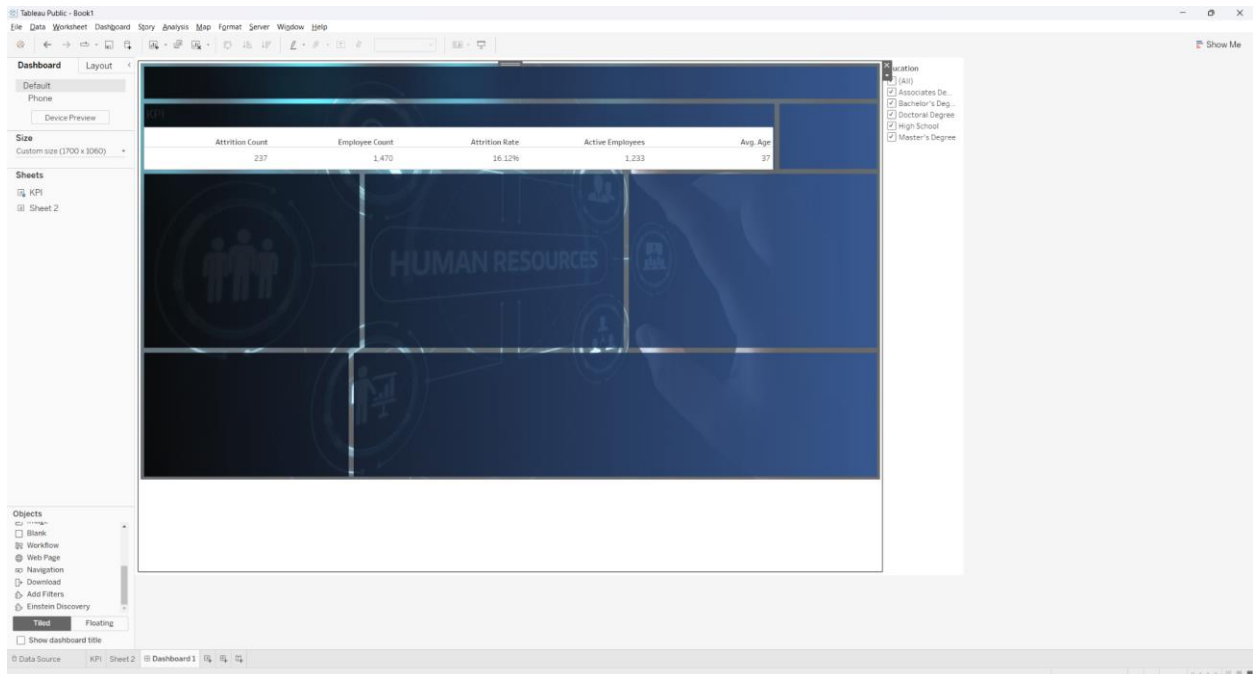 Tableau Public - Book1
File Data Worksheet Dashboard Story Analysis Map Format Server Window Help
Show Me
Dashboard Layout
Default
Phone
Device Preview
Size
Custom size (1700 x 1060)
Sheets
KPI
Sheet 2
KPI
Attrition Count Employee Count Attrition Rate Active Employees Avg. Age
237 1,470 16.12% 1,233 37
HUMAN RESOURCES
ucation
(All)
Associates De...
Bachelor's Deg...
Doctoral Degree
High School
Master's Degree
Objects
Blank
Workflow
Web Page
Navigation
Download
Add Filters
Einstein Discovery
Tiled Floating
Show dashboard title
Data Source KPI Sheet 2 Dashboard 1